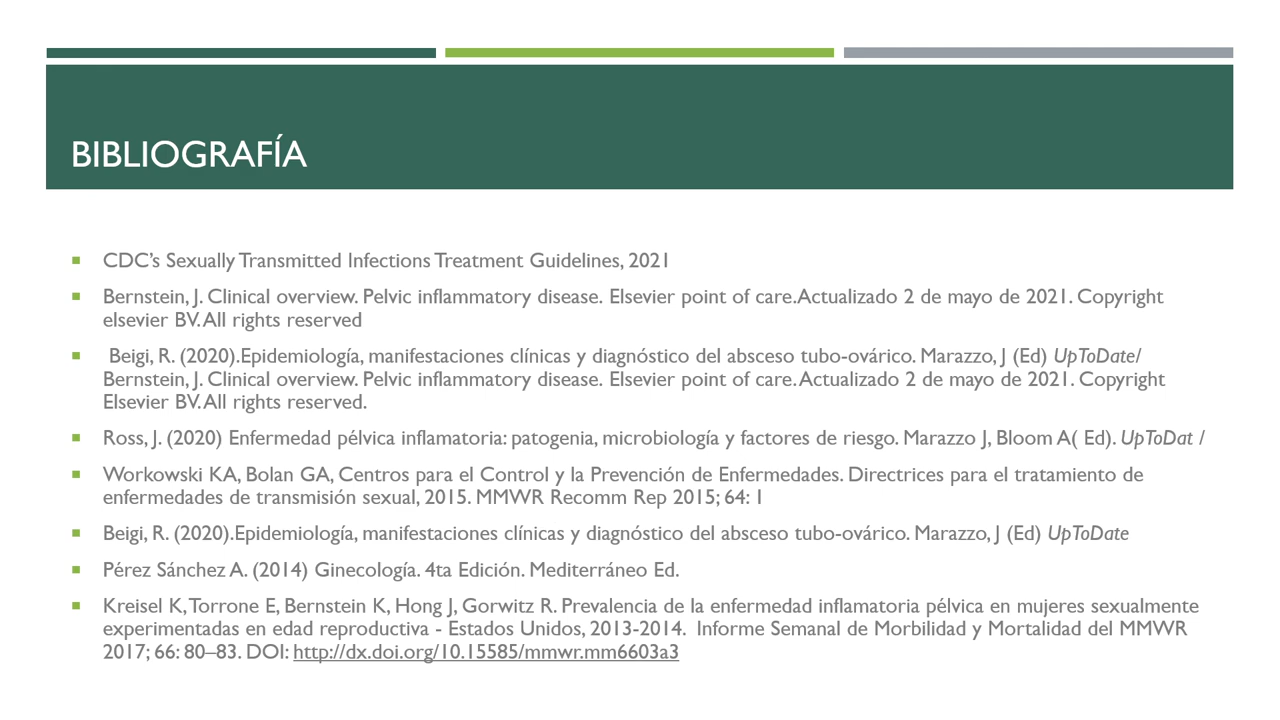 BIBLIOGRAFÍA
CDC's Sexually Transmitted Infections Treatment Guidelines, 2021
Bernstein, J. Clinical overview. Pelvic inflammatory disease. Elsevier point of care. Actualizado 2 de mayo de 2021. Copyright
elsevier BV. All rights reserved
Beigi, R. (2020).Epidemiología, manifestaciones clínicas y diagnóstico del absceso tubo-ovárico. Marazzo, J (Ed) UpToDate/
Bernstein, J. Clinical overview. Pelvic inflammatory disease. Elsevier point of care. Actualizado 2 de mayo de 2021. Copyright
Elsevier BV. All rights reserved.
Ross, J. (2020) Enfermedad pélvica inflamatoria: patogenia, microbiología y factores de riesgo. Marazzo J, Bloom A( Ed). UpToDat /
Workowski KA, Bolan GA, Centros para el Control y la Prevención de Enfermedades. Directrices para el tratamiento de
enfermedades de transmisión sexual, 2015. MMWR Recomm Rep 2015; 64: 1
Beigi, R. (2020).Epidemiología, manifestaciones clínicas y diagnóstico del absceso tubo-ovárico. Marazzo, J (Ed) UpToDate
Pérez Sánchez A. (2014) Ginecología. 4ta Edición. Mediterráneo Ed.
Kreisel K, Torrone E, Bernstein K, Hong J, Gorwitz R. Prevalencia de la enfermedad inflamatoria pélvica en mujeres sexualmente
experimentadas en edad reproductiva - Estados Unidos, 2013-2014. Informe Semanal de Morbilidad y Mortalidad del MMWR
2017; 66: 80–83. DOI: http://dx.doi.org/10.15585/mmwr.mm6603a3